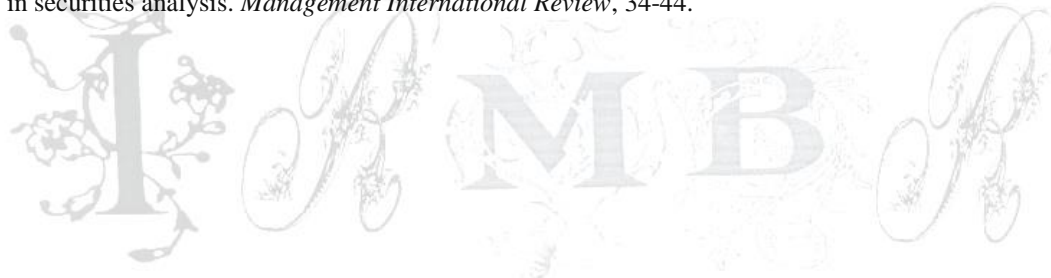 in securities analysis. Management International Review, 34-44.
I R M B R